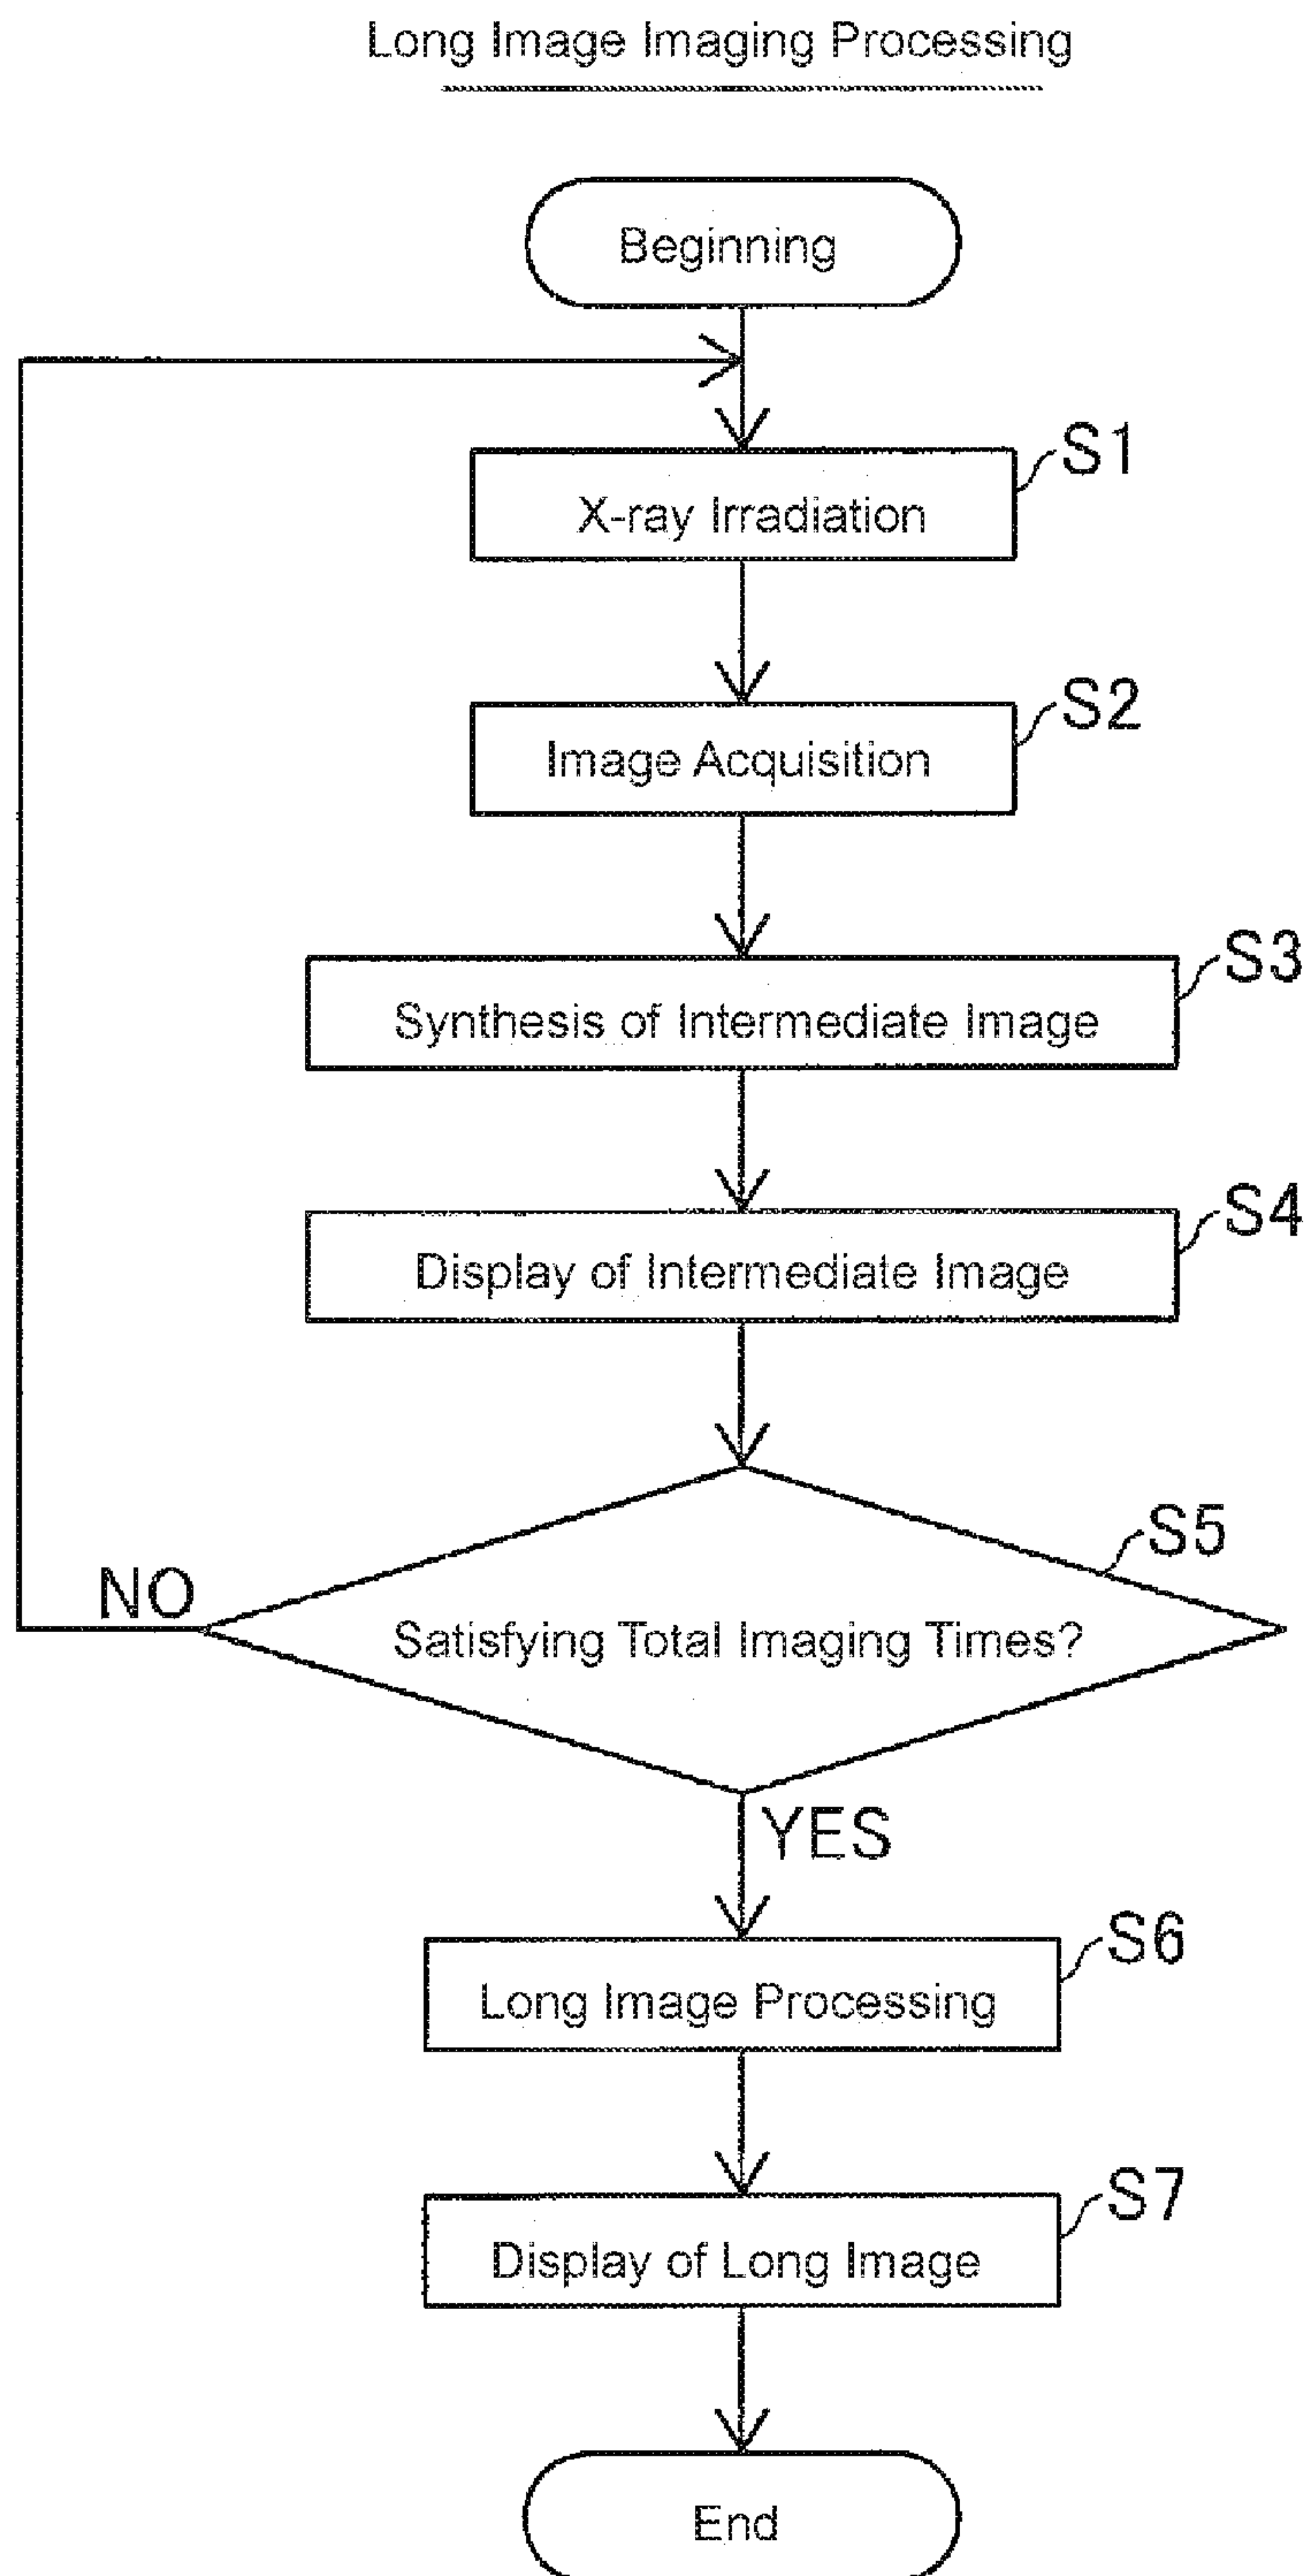 Long Image Imaging Processing
Beginning
S1
X-ray Irradiation
S2
Image Acquisition
S3
Synthesis of Intermediate Image
S4
Display of Intermediate Image
S5
NO
Satisfying Total Imaging Times?
YES
S6
Long Image Processing
S7
Display of Long Image
End